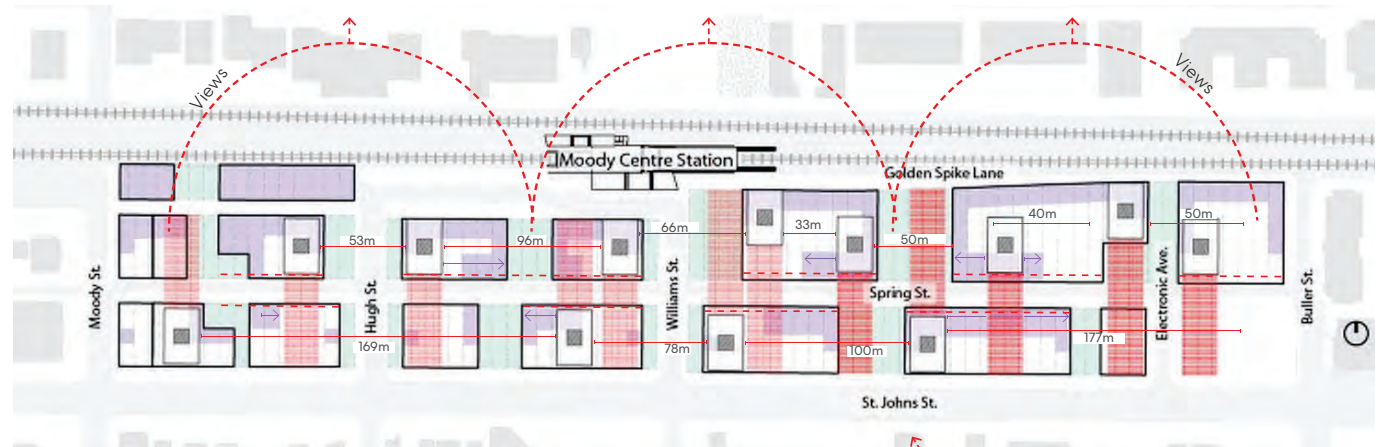 Views
Views
Moody Centre Station
Golden Spike Lane
40m
50m
66m
33m
53m
96m
50m
Moody St.
Hugh St.
Williams St.
Spring St.
Electronic Ave.
Buller St.
169m
78m
100m
177m
St. Johns St.